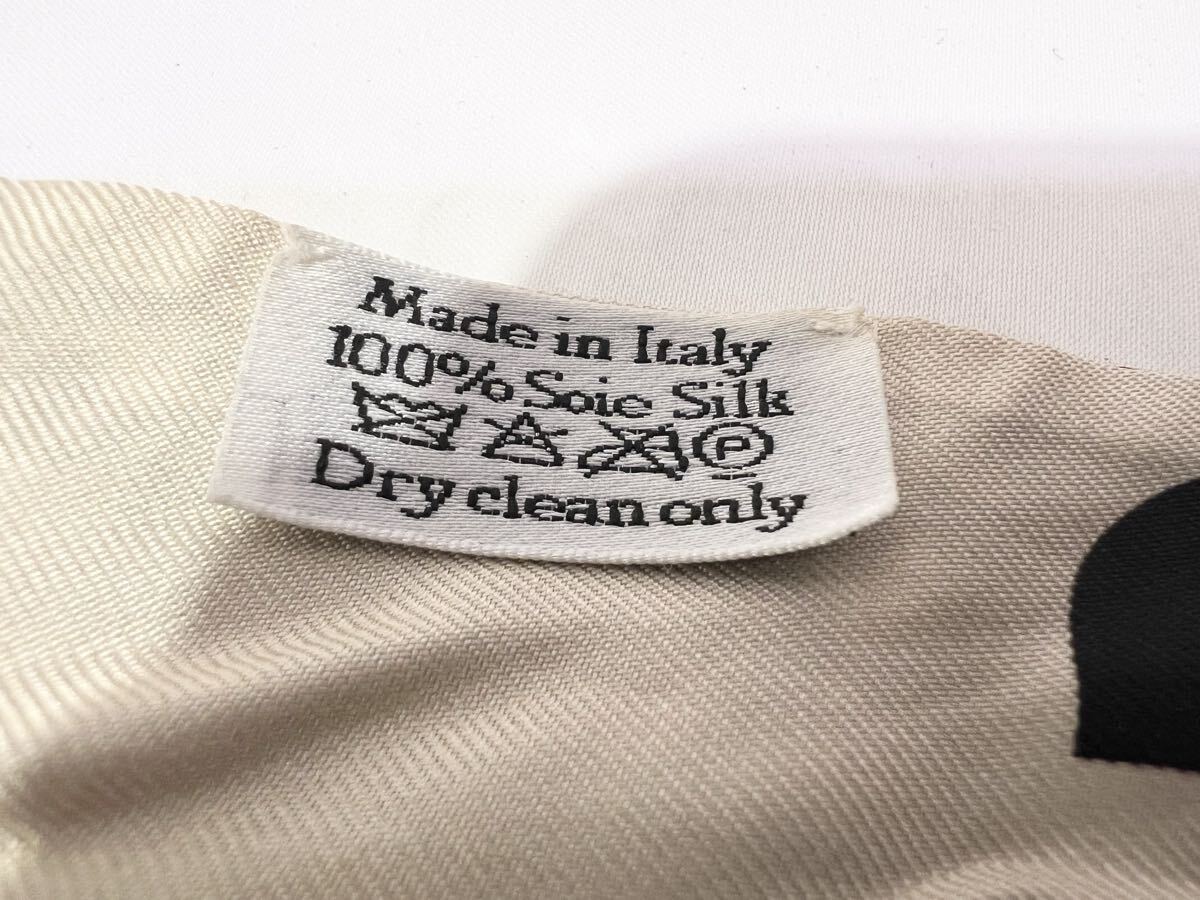 Made in Italy
100% Soie Silk
P
Dry clean only